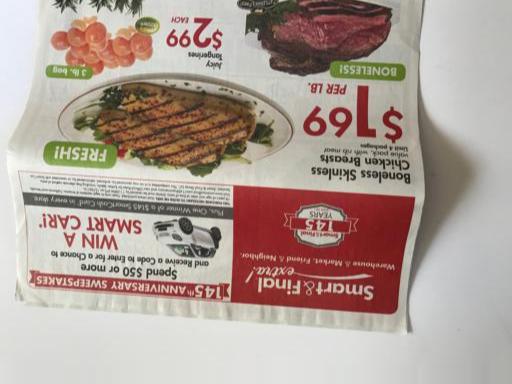 Smart&Final
extra!
Warehouse & Market. Friend & Neighbor.
Smart&Final
145
YEARS
145TH ANNIVERSARY SWEEPSTAKES
Spend $50 or more
and Receive a Code to Enter for a Chance to
WIN A
SMART CAR!*
Plus, One Winner of a $145 SmartCash Card in every store
Boneless Skinless
Chicken Breasts
value pack, with rib meat
Limit 4 packages
$1.69
PER LB.
FRESH!
Juicy
Tangerines
$2.99
EACH
3 lb. bag
BONELESS!